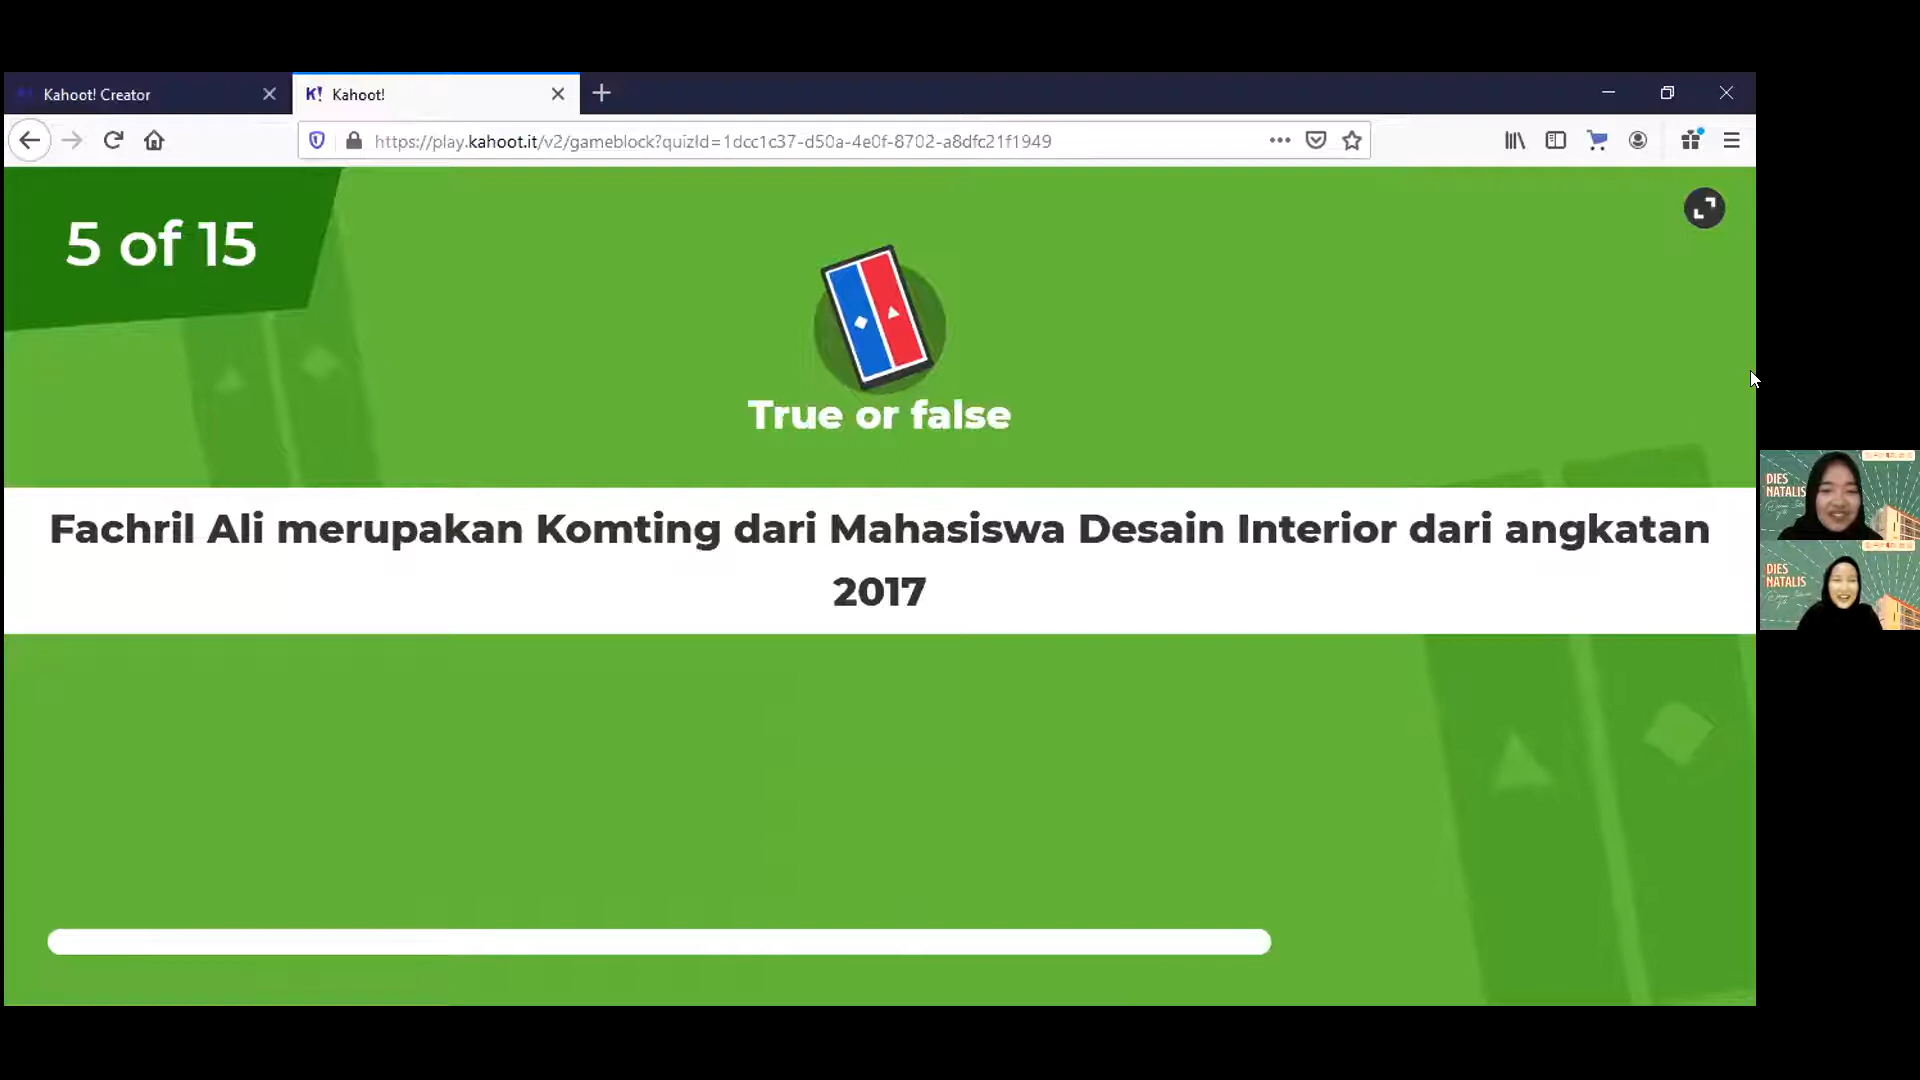 Kahoot! Creator
K! Kahoot!
https://play.kahoot.it/v2/gameblock?quizId=1dcc1c37-d50a-4e0f-8702-a8dfc21f1949
5 of 15
True or false
Fachril Ali merupakan Komting dari Mahasiswa Desain Interior dari angkatan
2017
DIES
NATALIS
DIES
NATALIS